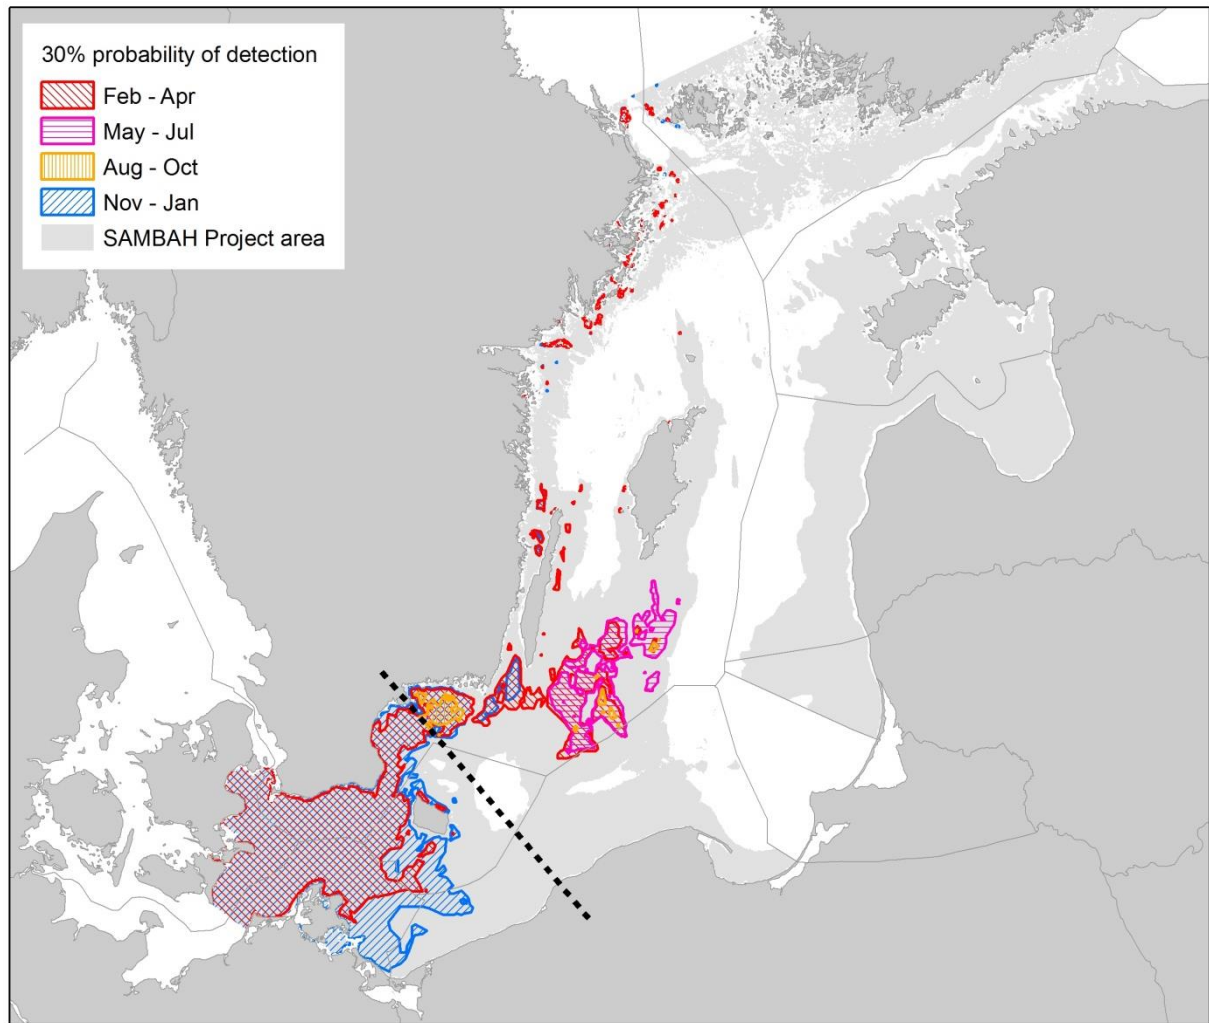 30% probability of detection
Feb - Apr
May - Jul
Aug - Oct
Nov - Jan
SAMBAH Project area